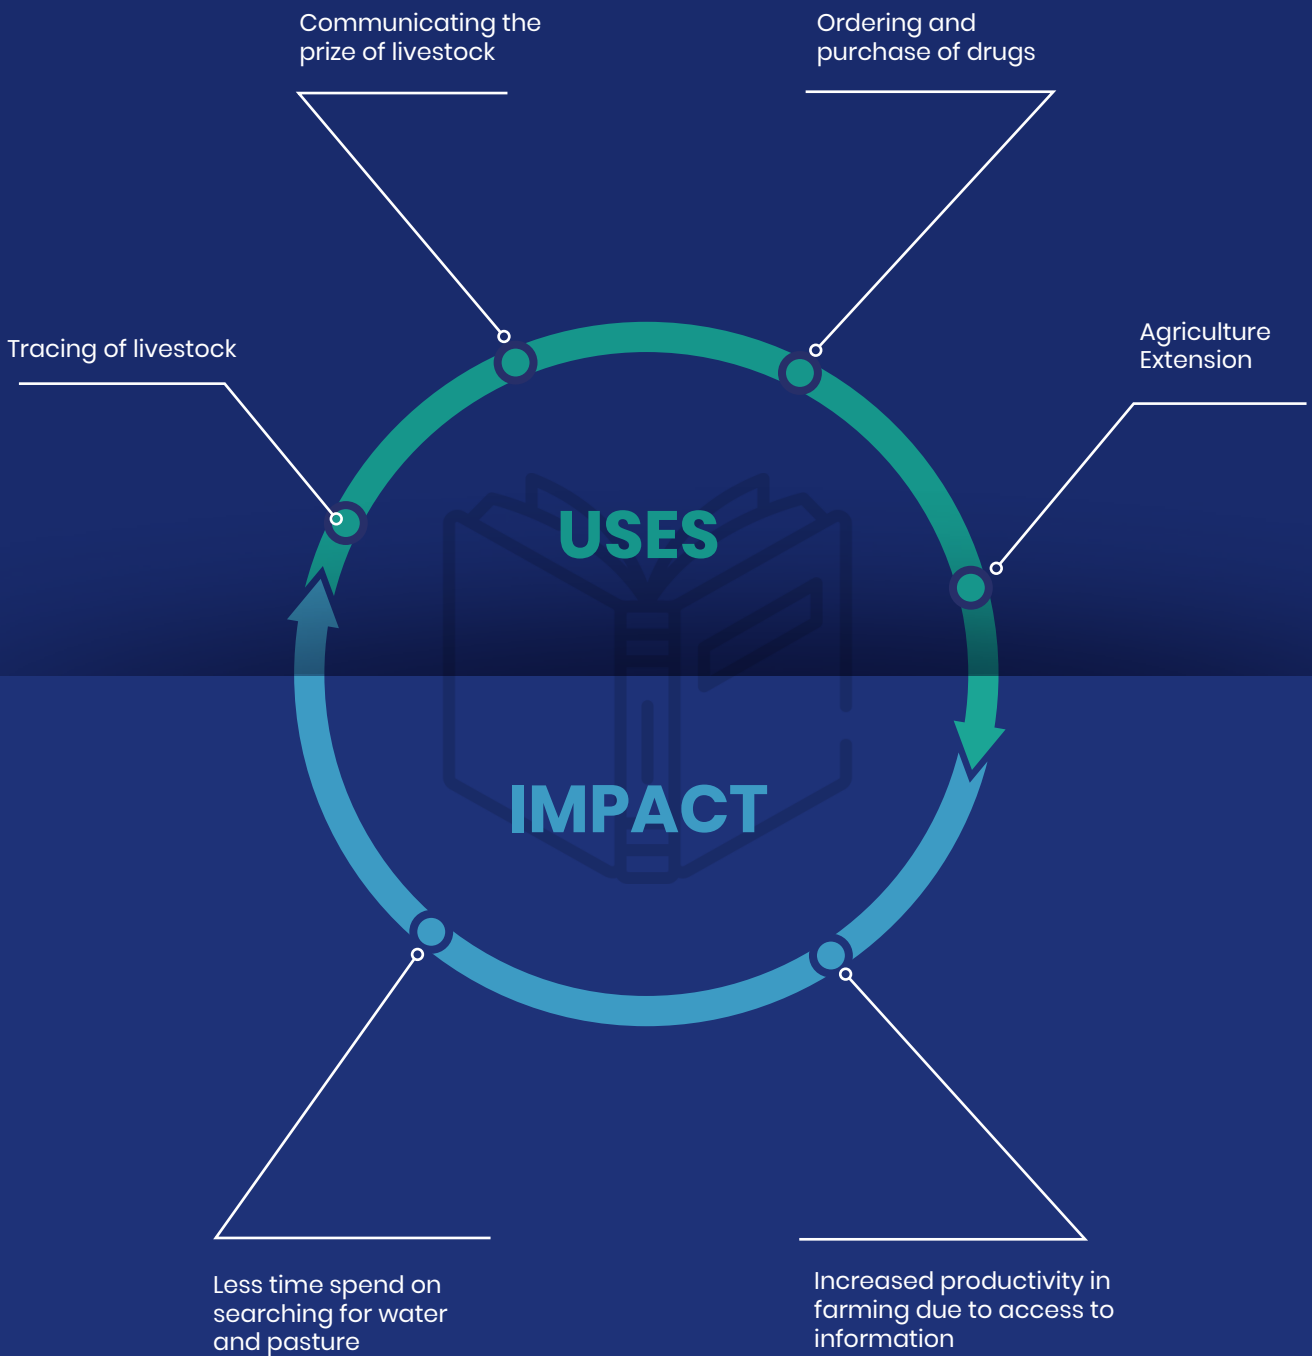 Communicating the
prize of livestock
Ordering and
purchase of drugs
Tracing of livestock
Agriculture
Extension
USES
IMPACT
Less time spend on
searching for water
and pasture
Increased productivity in
farming due to access to
information